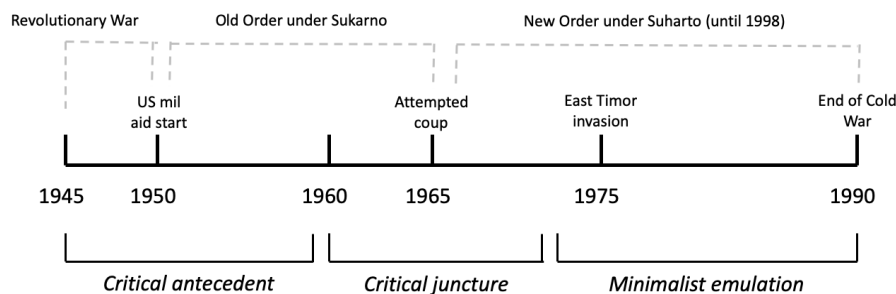 Revolutionary War
Old Order under Sukarno
New Order under Suharto (until 1998)
US mil
aid start
Attempted
coup
East Timor
invasion
End of Cold
War
1945
1950
1960
1965
1975
1990
Critical antecedent
Critical juncture
Minimalist emulation